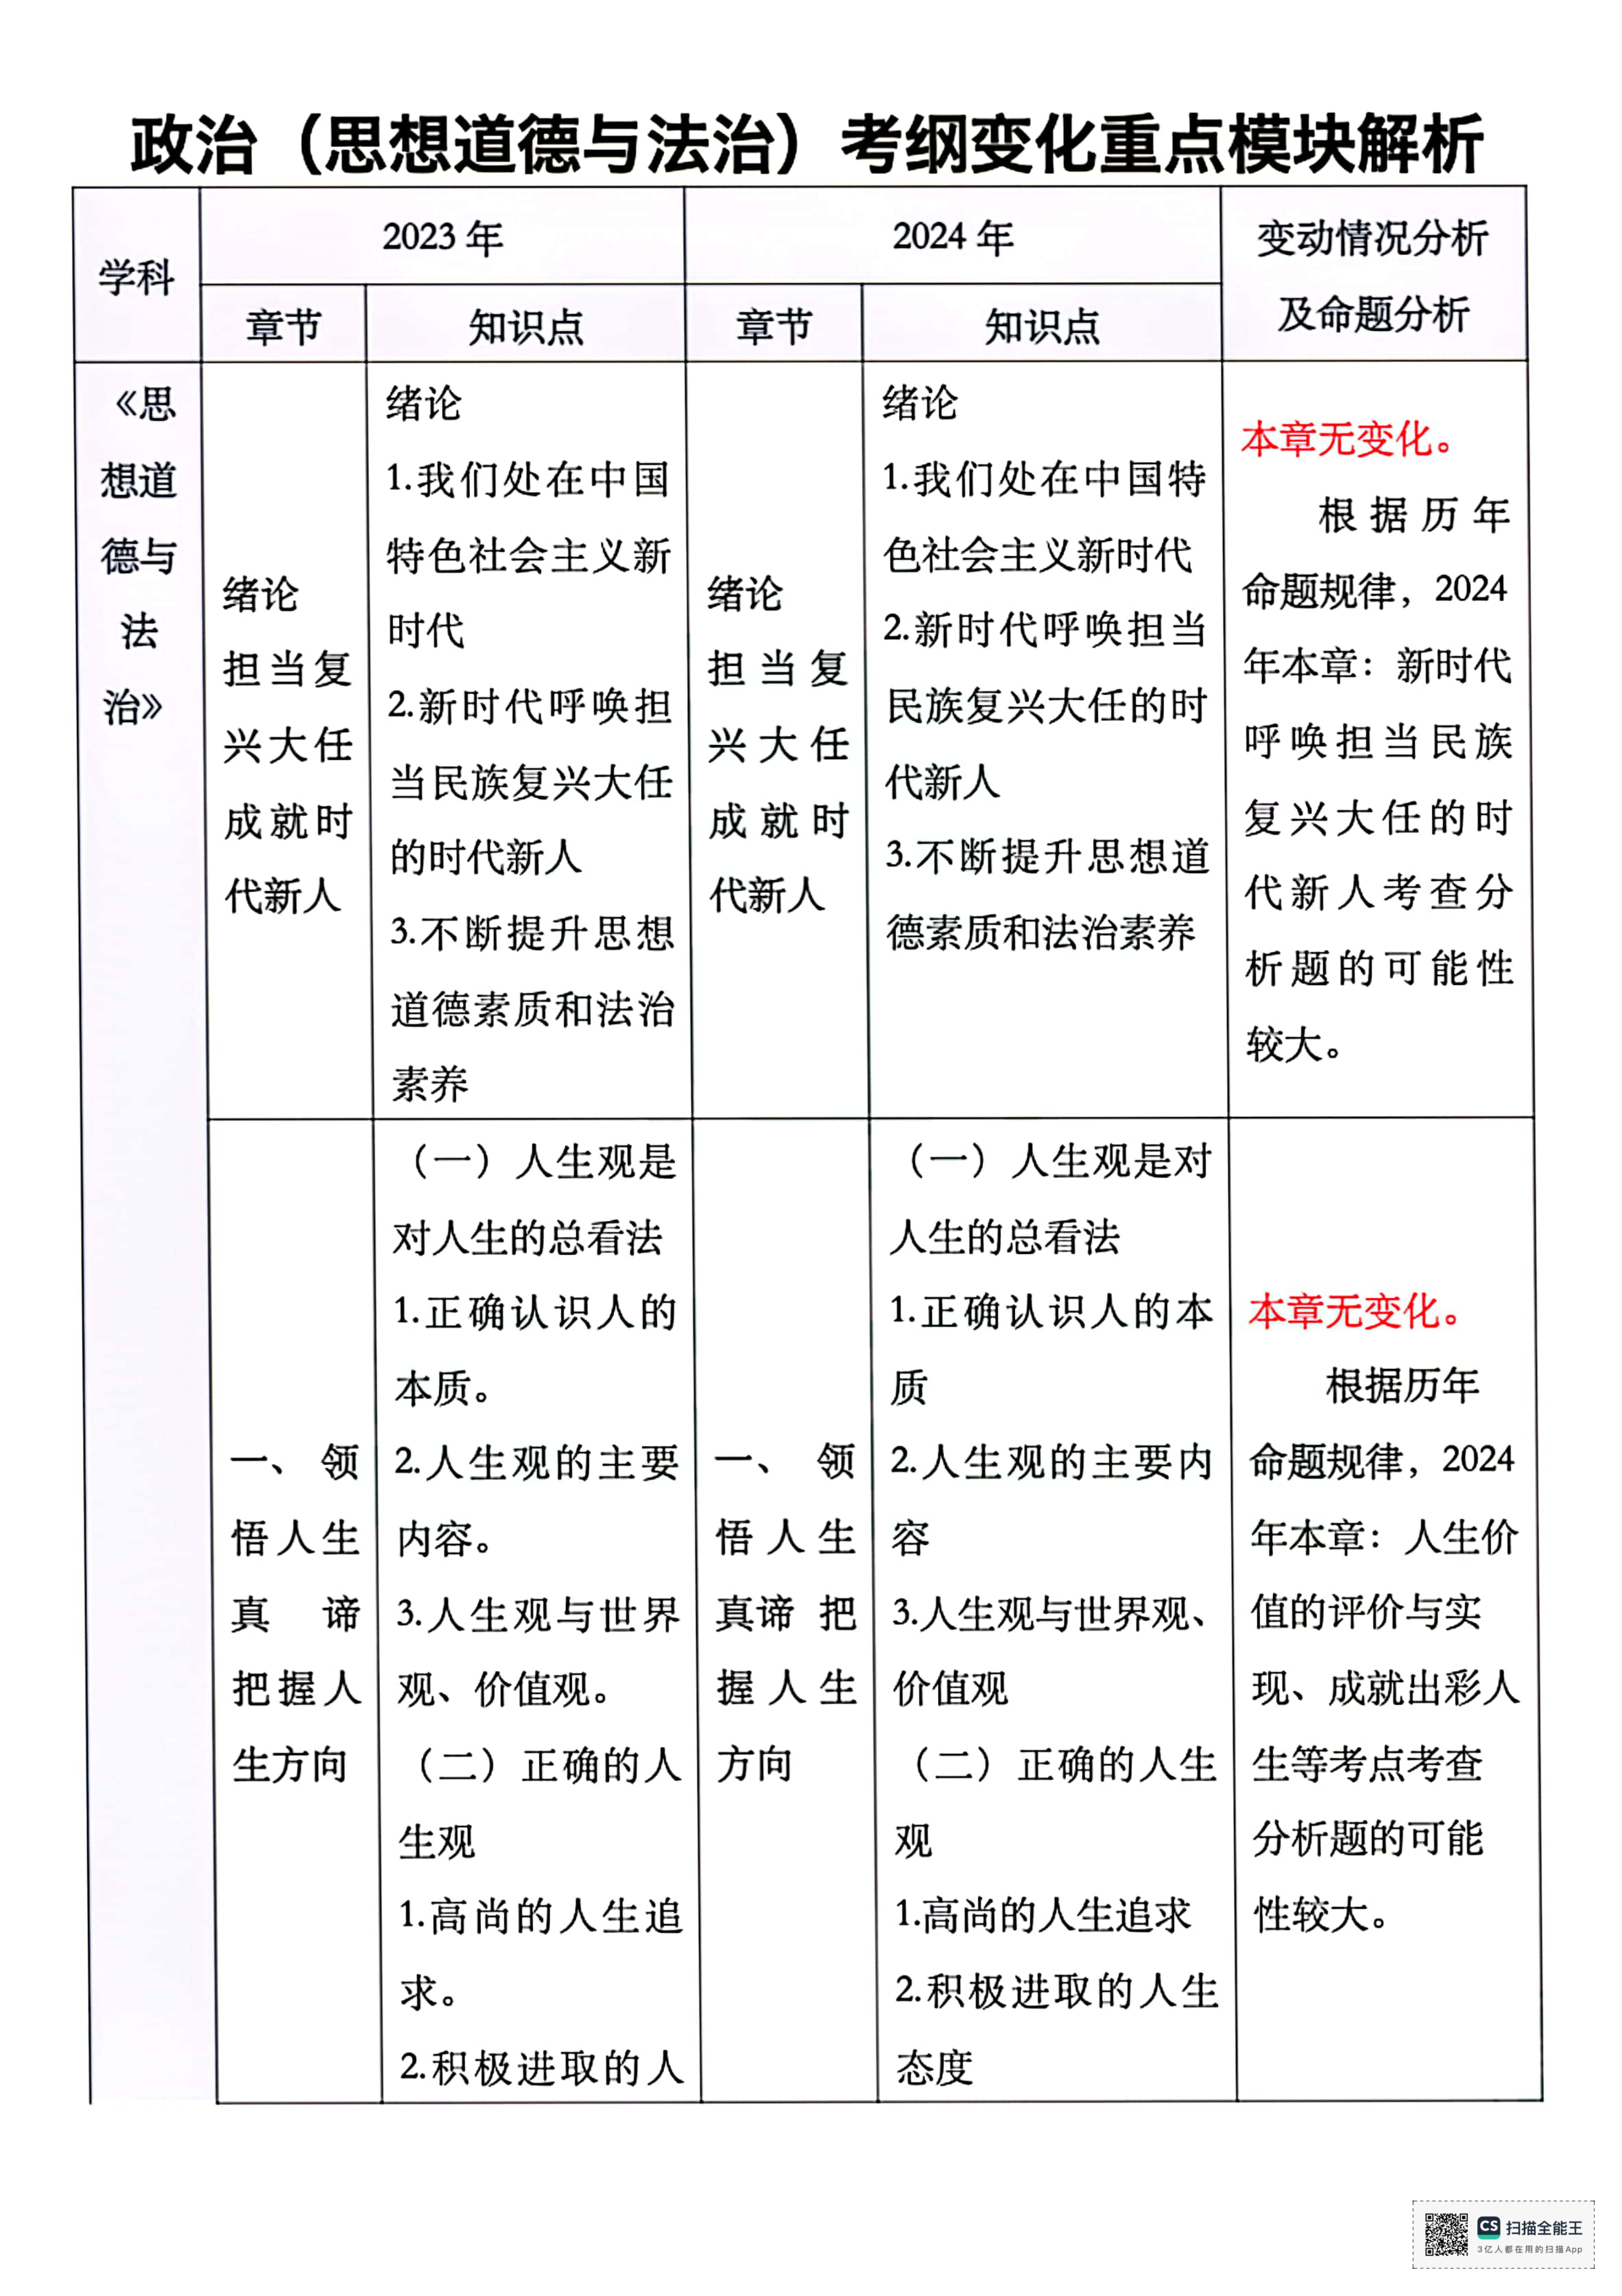 政治（思想道德与法治）考纲变化重点模块解析
学科
2023 年
2024 年
变动情况分析
及命题分析
章节
知识点
章节
知识点
《思
想道
德与
法
治》
绪论
担当复
兴大任
成就时
代新人
绪论
1.我们处在中国
特色社会主义新
时代
2.新时代呼唤担
当民族复兴大任
的时代新人
3.不断提升思想
道德素质和法治
素养
绪论
担当复
兴大任
成就时
代新人
绪论
1.我们处在中国特
色社会主义新时代
2.新时代呼唤担当
民族复兴大任的时
代新人
3.不断提升思想道
德素质和法治素养
本章无变化。
根据历年
命题规律，2024
年本章：新时代
呼唤担当民族
复兴大任的时
代新人考查分
析题的可能性
较大。
一、领
悟人生
真谛
把握人
生方向
（一）人生观是
对人生的总看法
1.正确认识人的
本质。
2.人生观的主要
内容。
3.人生观与世界
观、价值观。
（二）正确的人
生观
1.高尚的人生追
求。
2.积极进取的人
一、领
悟人生
真谛 把
握人生
方向
（一）人生观是对
人生的总看法
1.正确认识人的本
质
2.人生观的主要内
容
3.人生观与世界观、
价值观
（二）正确的人生
观
1.高尚的人生追求
2.积极进取的人生
态度
本章无变化。
根据历年
命题规律，2024
年本章：人生价
值的评价与实
现、成就出彩人
生等考点考查
分析题的可能
性较大。
CS 扫描全能王
3亿人都在用的扫描App